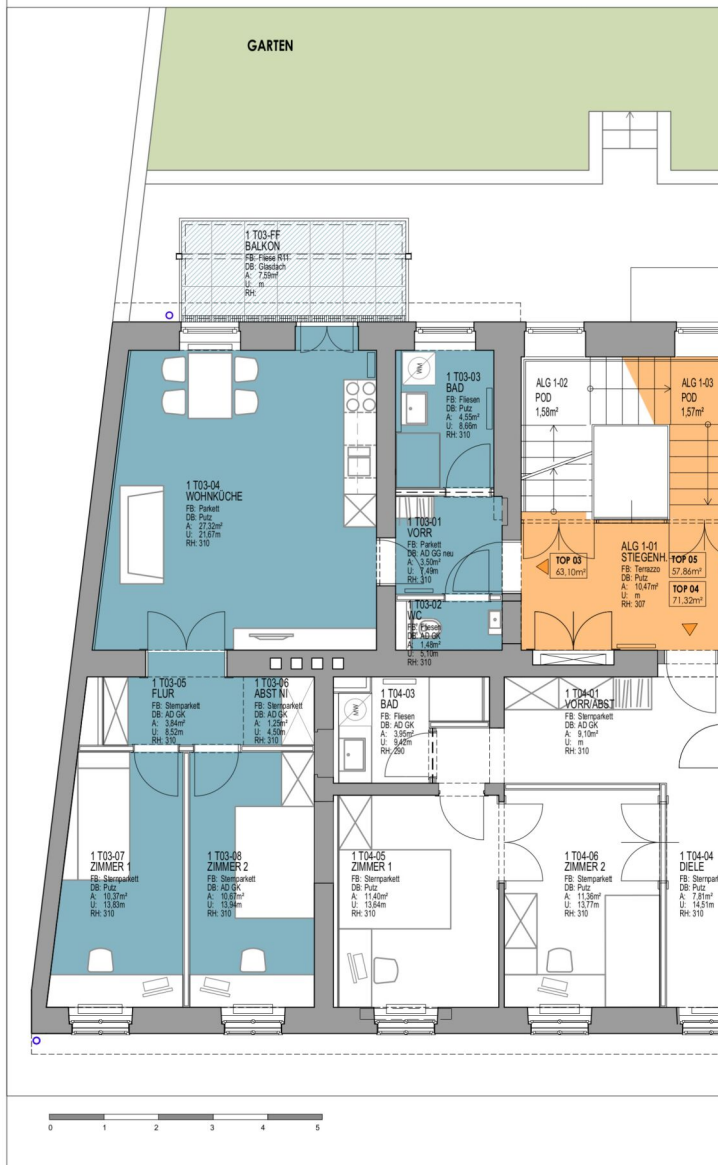 GARTEN
1 T03-FF
BALKON
FB: Fliese R11
DB: Glasdach
A: 7,59m²
U: m
RH:
1 T03-03
BAD
FB: Fliesen
DB: Putz
A: 4,55m²
U: 8,66m
RH: 310
WM
ALG 1-02
POD
1,58m²
ALG 1-03
POD
1,57m²
1 T03-04
WOHNKÜCHE
FB: Parkett
DB: Putz
A: 27,32m²
U: 21,67m
RH: 310
1 T03-01
VORR
FB: Parkett
DB: AD GG neu
A: 3,50m²
U: 7,49m
RH: 310
ALG 1-01
STIEGENH.
FB: Terrazzo
DB: Putz
A: 10,47m²
U: m
RH: 307
TOP 03
63,10m²
TOP 05
57,86m²
TOP 04
71,32m²
1 T03-02
WC
FB: Fliesen
DB: AD GK
A: 1,48m²
U: 5,10m
RH: 310
1 T03-05
FLUR
FB: Sternparkett
DB: AD GK
A: 3,84m²
U: 8,52m
RH: 310
1 T03-06
ABST NI
FB: Sternparkett
DB: AD GK
A: 1,25m²
U: 4,50m
RH: 310
1 T04-03
BAD
FB: Fliesen
DB: AD GK
A: 3,95m²
U: 9,42m
RH: 290
1 T04-01
VORR/ABST
FB: Sternparkett
DB: AD GK
A: 9,10m²
U: m
RH: 310
1 T03-07
ZIMMER 1
FB: Sternparkett
DB: Putz
A: 10,37m²
U: 13,83m
RH: 310
1 T03-08
ZIMMER 2
FB: Sternparkett
DB: AD GK
A: 10,67m²
U: 13,94m
RH: 310
1 T04-05
ZIMMER 1
FB: Sternparkett
DB: Putz
A: 11,40m²
U: 13,64m
RH: 310
1 T04-06
ZIMMER 2
FB: Sternparkett
DB: Putz
A: 11,36m²
U: 13,77m
RH: 310
1 T04-04
DIELE
FB: Sternpark
DB: Putz
A: 7,81m²
U: 14,51m
RH: 310
0 1 2 3 4 5